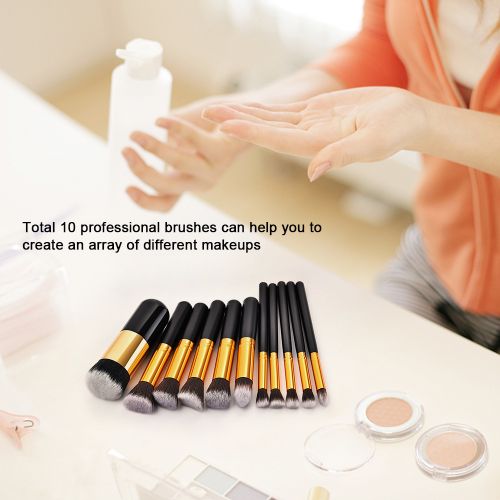 Total 10 professional brushes can help you to
create an array of different makeups